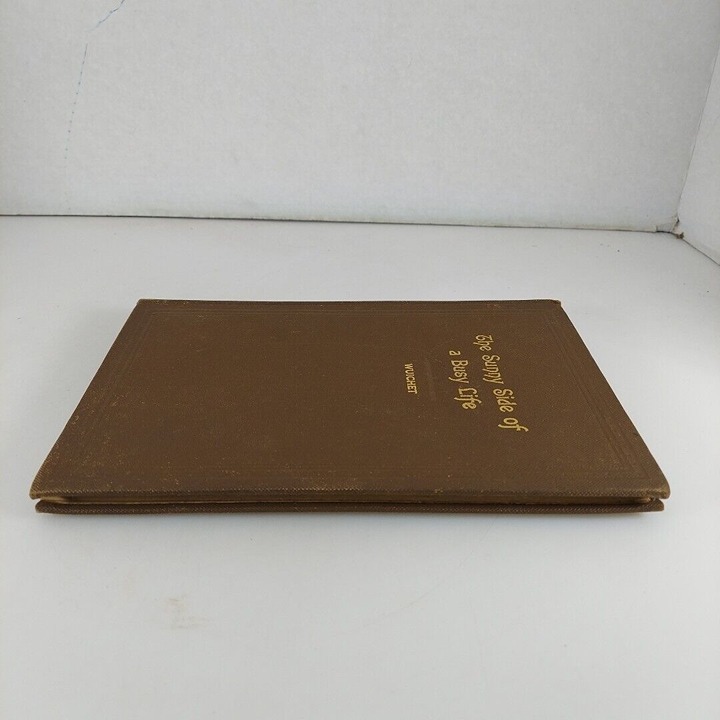 The Sunny Side of
a Busy Life
WUICHET